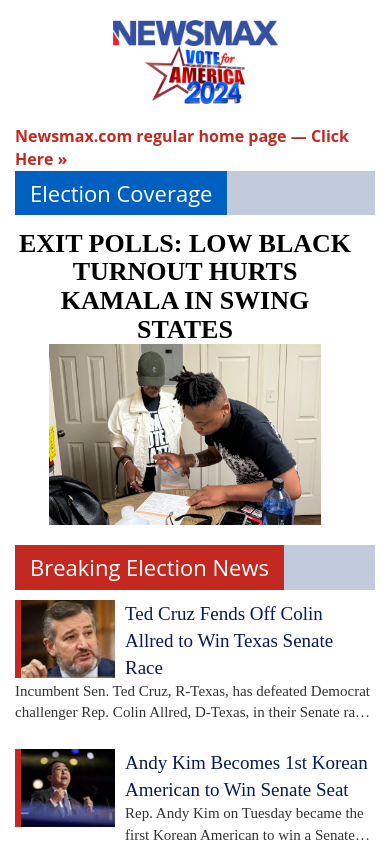 NEWSMAX
VOTE for
AMERICA
2024
Newsmax.com regular home page — Click
Here »
Election Coverage
EXIT POLLS: LOW BLACK
TURNOUT HURTS
KAMALA IN SWING
STATES
Breaking Election News
Ted Cruz Fends Off Colin
Allred to Win Texas Senate
Race
Incumbent Sen. Ted Cruz, R-Texas, has defeated Democrat
challenger Rep. Colin Allred, D-Texas, in their Senate ra…
Andy Kim Becomes 1st Korean
American to Win Senate Seat
Rep. Andy Kim on Tuesday became the
first Korean American to win a Senate…